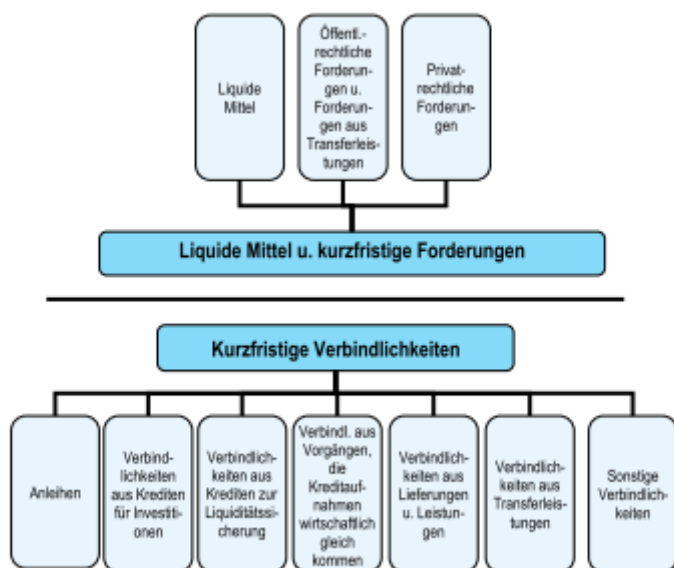 Liquide
Mittel
Öffentl.-
rechtliche
Forderun-
gen u.
Forderun-
gen aus
Transferleis-
tungen
Privat-
rechtliche
Forderun-
gen
Liquide Mittel u. kurzfristige Forderungen
Kurzfristige Verbindlichkeiten
Anleihen
Verbind-
lichkeiten
aus Krediten
für Investiti-
onen
Verbindlich-
keiten aus
Krediten zur
Liquiditätssi-
cherung
Verbindl. aus
Vorgängen,
die
Kreditauf-
nahmen
wirtschaftlich
gleich
kommen
Verbindlich-
keiten aus
Lieferungen
u. Leistun-
gen
Verbindlich-
keiten aus
Transferleis-
tungen
Sonstige
Verbindlich-
keiten